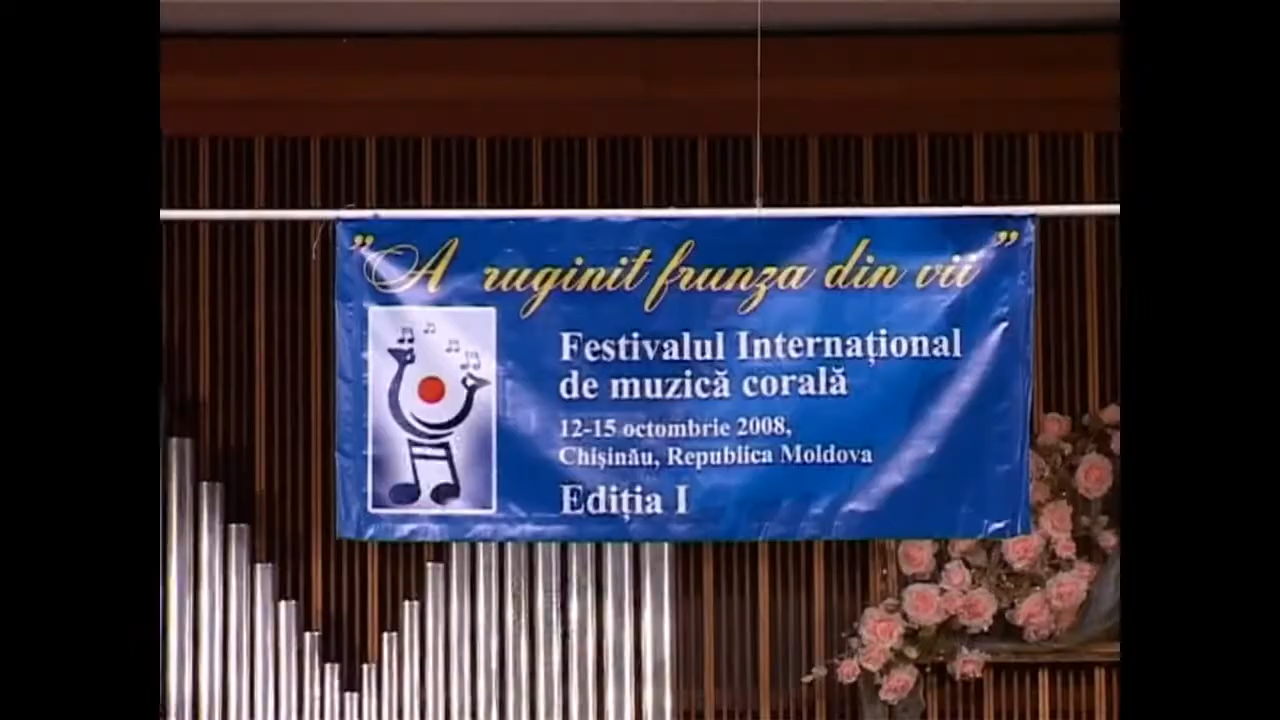 "A ruginit frunza din vii"
Festivalul Internațional
de muzică corală
12-15 octombrie 2008,
Chișinău, Republica Moldova
Ediția I